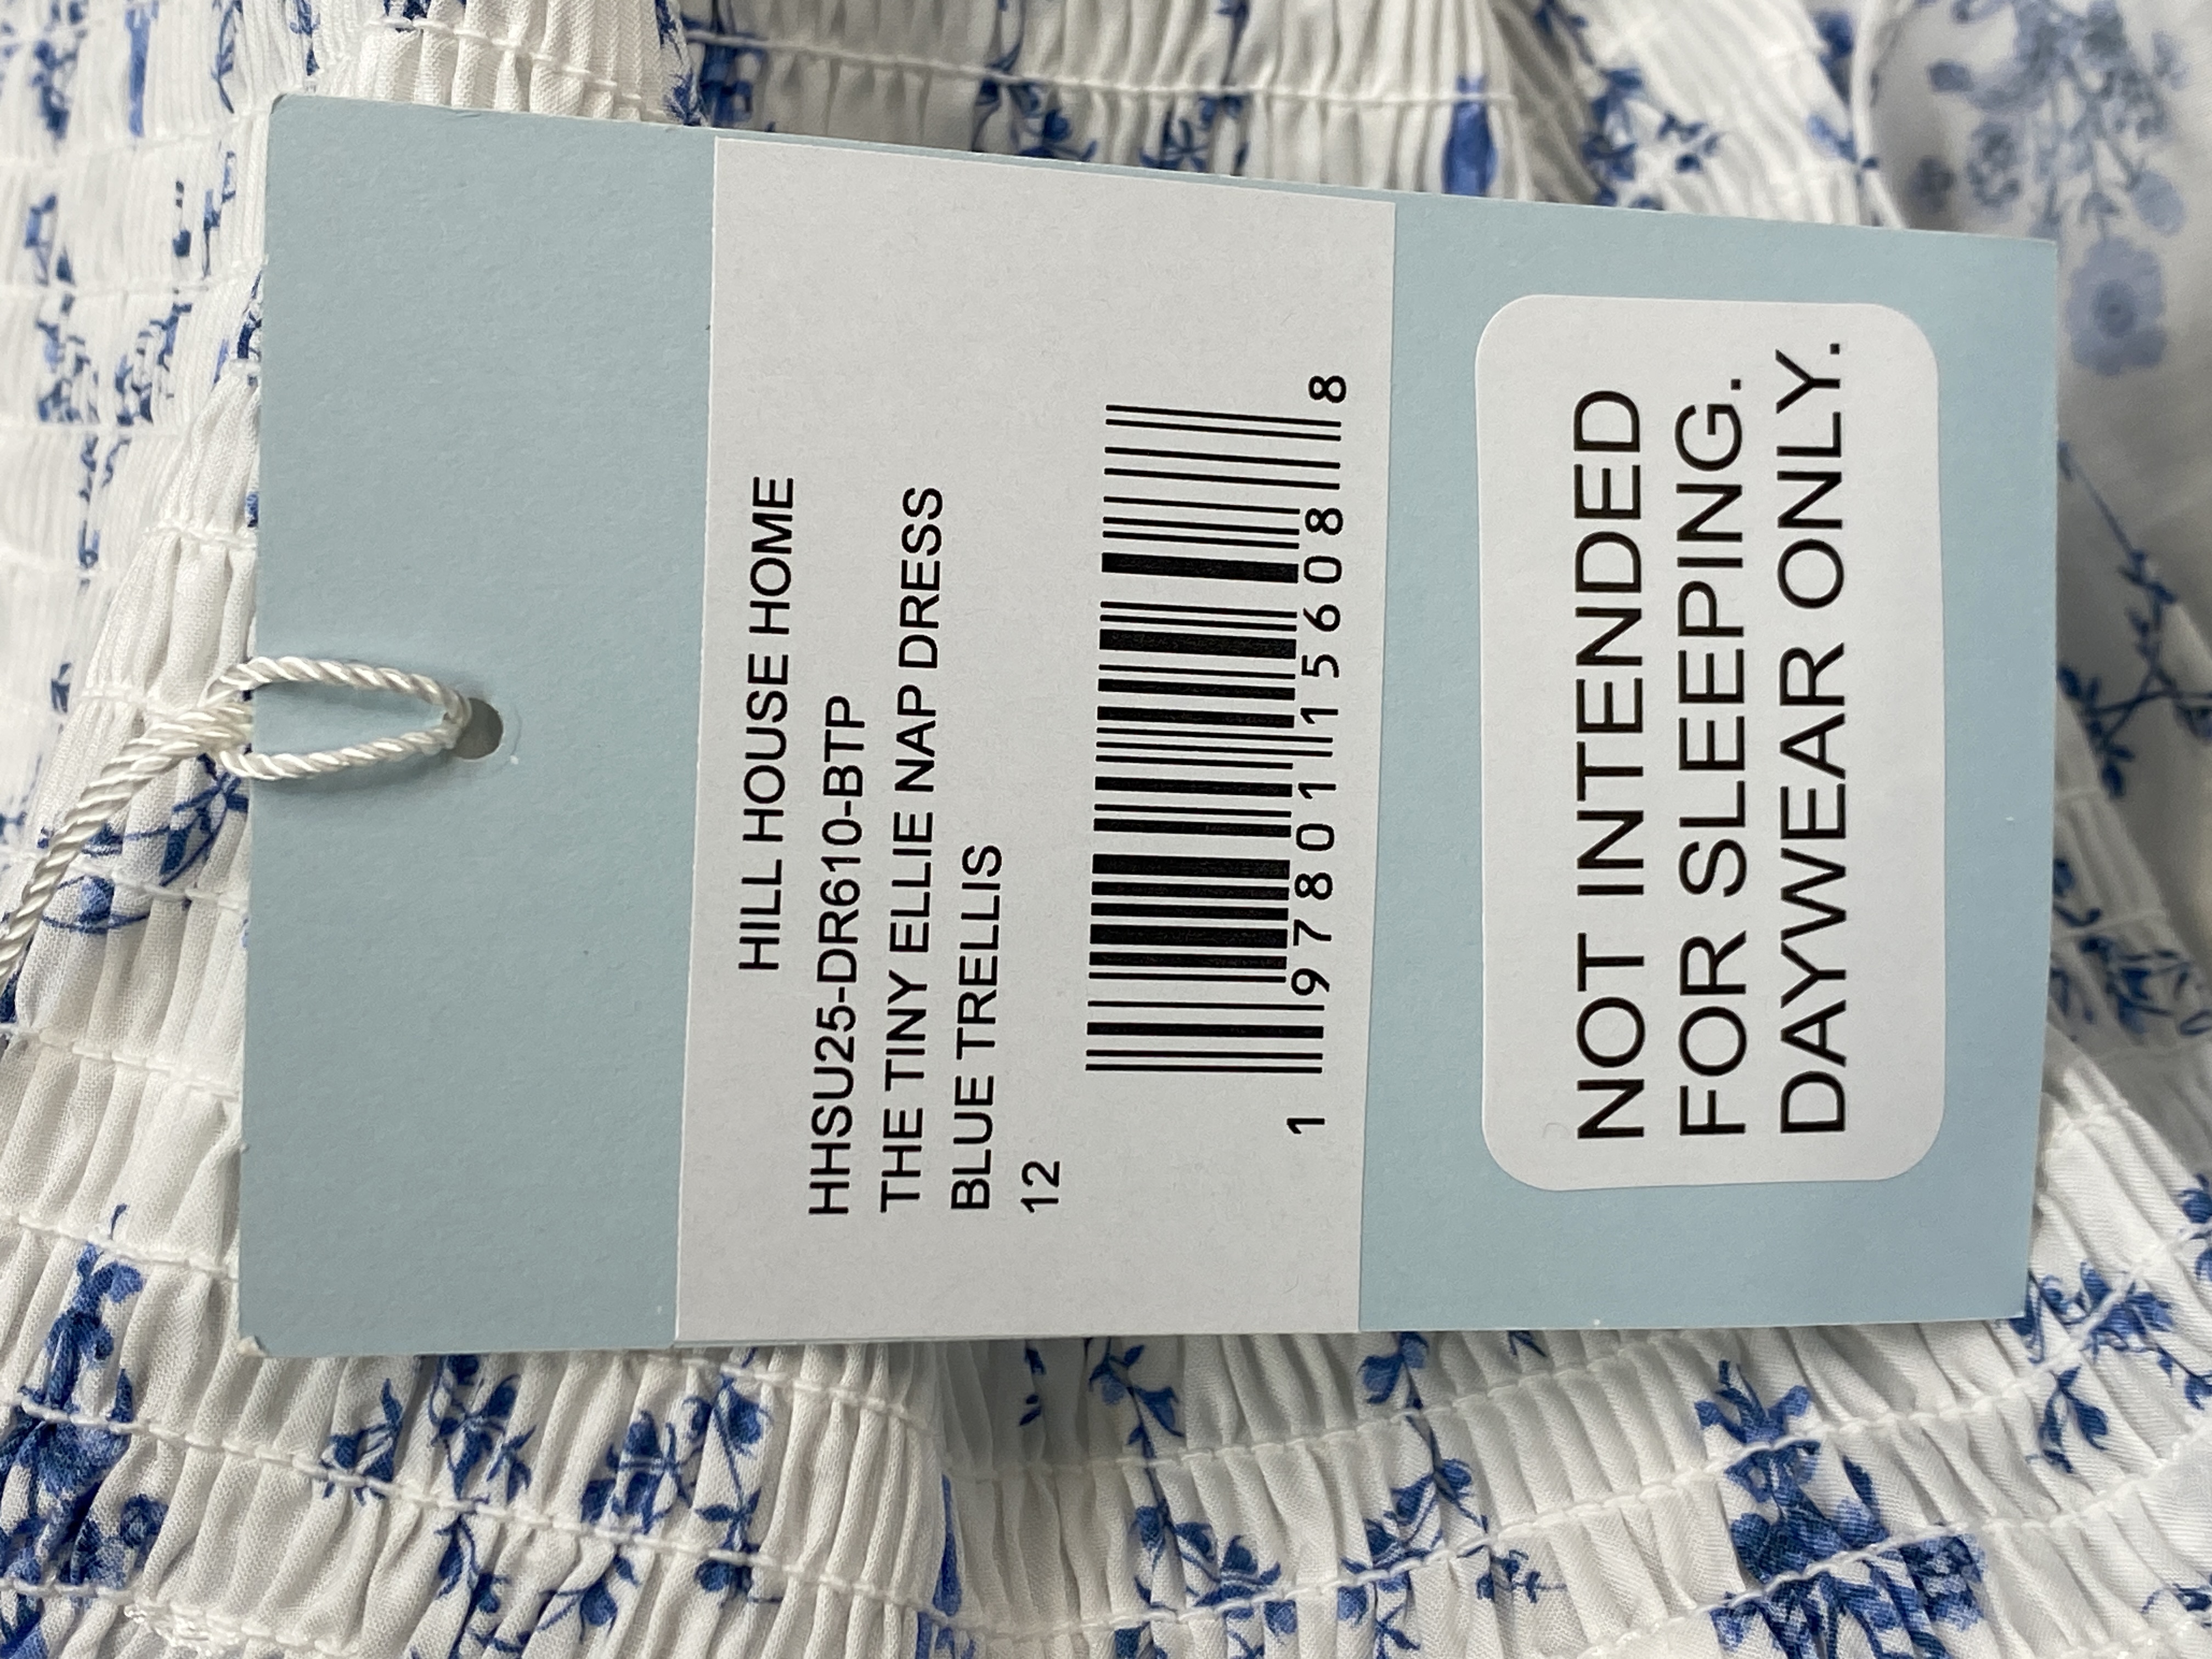 HILL HOUSE HOME
HHSU25-DR610-BTP
THE TINY ELLIE NAP DRESS
BLUE TRELLIS
12
1 97801 15608 8
NOT INTENDED
FOR SLEEPING.
DAYWEAR ONLY.